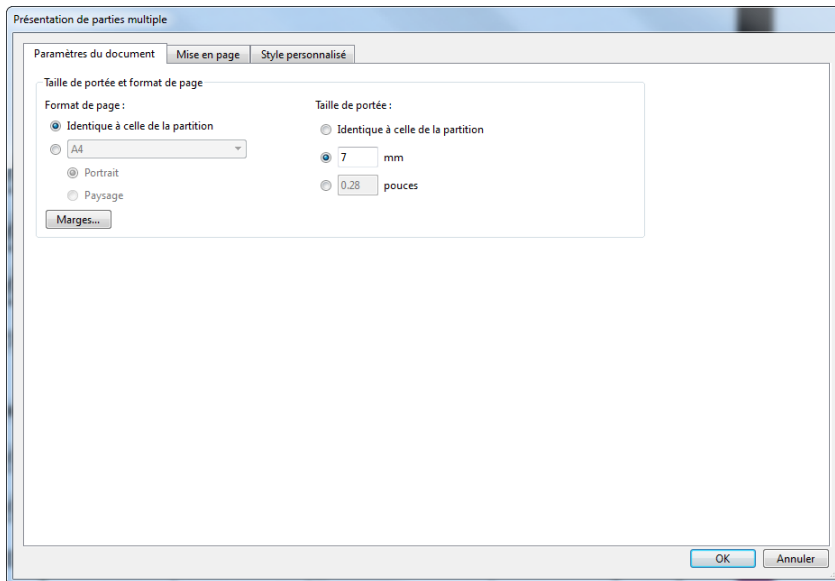 Présentation de parties multiple
Paramètres du document Mise en page Style personnalisé
Taille de portée et format de page
Format de page : Taille de portée :
Identique à celle de la partition Identique à celle de la partition
A4 7 mm
Portrait
0.28 pouces
Paysage
Marges...
OK Annuler